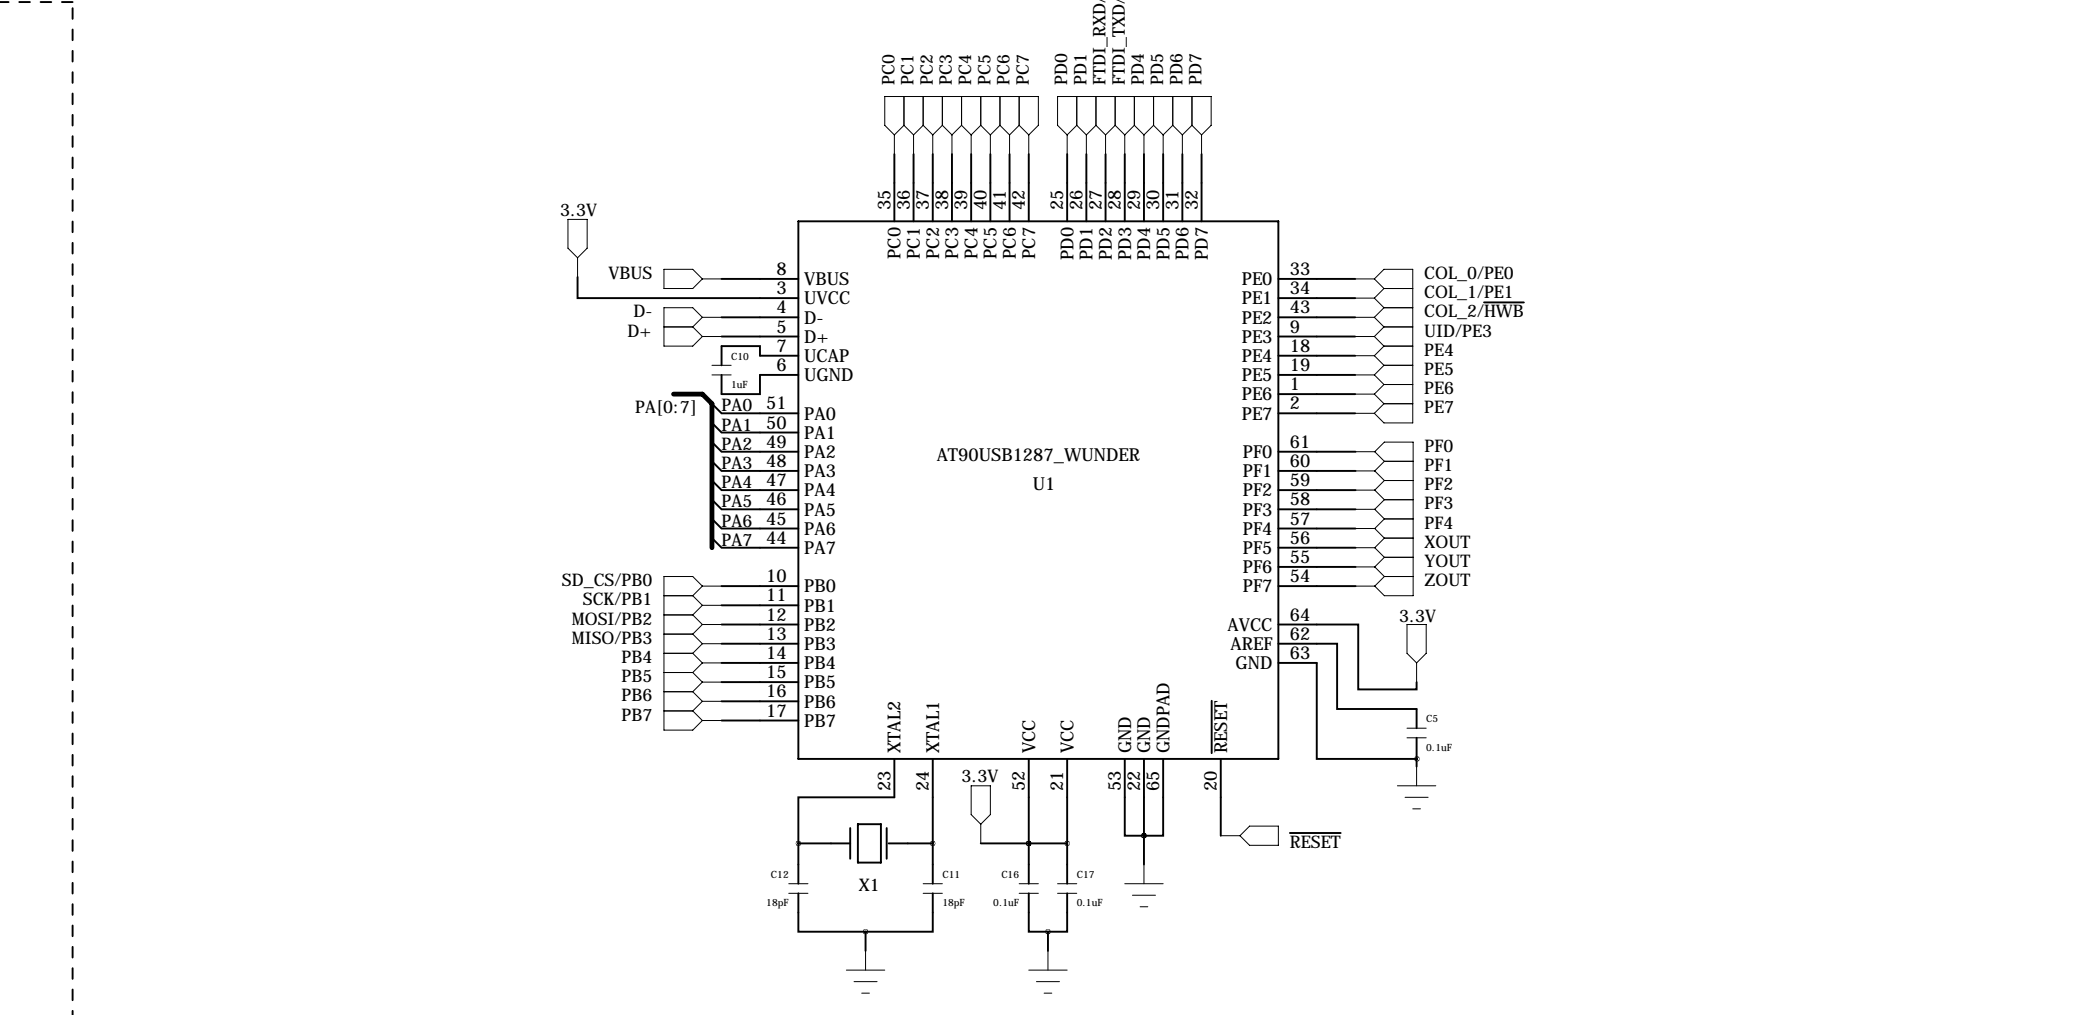 PC0 PC1 PC2 PC3 PC4 PC5 PC6 PC7
PD0 PD1 FTDI_RXD/ FTDI_TXD/ PD4 PD5 PD6 PD7
35 36 37 38 39 40 41 42
25 26 27 28 29 30 31 32
PC0 PC1 PC2 PC3 PC4 PC5 PC6 PC7
PD0 PD1 PD2 PD3 PD4 PD5 PD6 PD7
3.3V
VBUS 8 VBUS
3 UVCC
D- 4 D-
D+ 5 D+
7 UCAP
C10
6 UGND
1uF
PA[0:7]
PA0 51 PA0
PA1 50 PA1
PA2 49 PA2
PA3 48 PA3
PA4 47 PA4
PA5 46 PA5
PA6 45 PA6
PA7 44 PA7
SD_CS/PB0 10 PB0
SCK/PB1 11 PB1
MOSI/PB2 12 PB2
MISO/PB3 13 PB3
PB4 14 PB4
PB5 15 PB5
PB6 16 PB6
PB7 17 PB7
AT90USB1287_WUNDER
U1
PE0 33 COL_0/PE0
PE1 34 COL_1/PE1
PE2 43 COL_2/HWB
PE3 9 UID/PE3
PE4 18 PE4
PE5 19 PE5
PE6 1 PE6
PE7 2 PE7
PF0 61 PF0
PF1 60 PF1
PF2 59 PF2
PF3 58 PF3
PF4 57 PF4
PF5 56 XOUT
PF6 55 YOUT
PF7 54 ZOUT
AVCC 64
3.3V
AREF 62
GND 63
C5
0.1uF
XTAL2 XTAL1 VCC VCC GND GND GNDPAD RESET
23 24 52 21 53 22 65 20
3.3V
RESET
C12
18pF
X1
C11
18pF
C16
0.1uF
C17
0.1uF